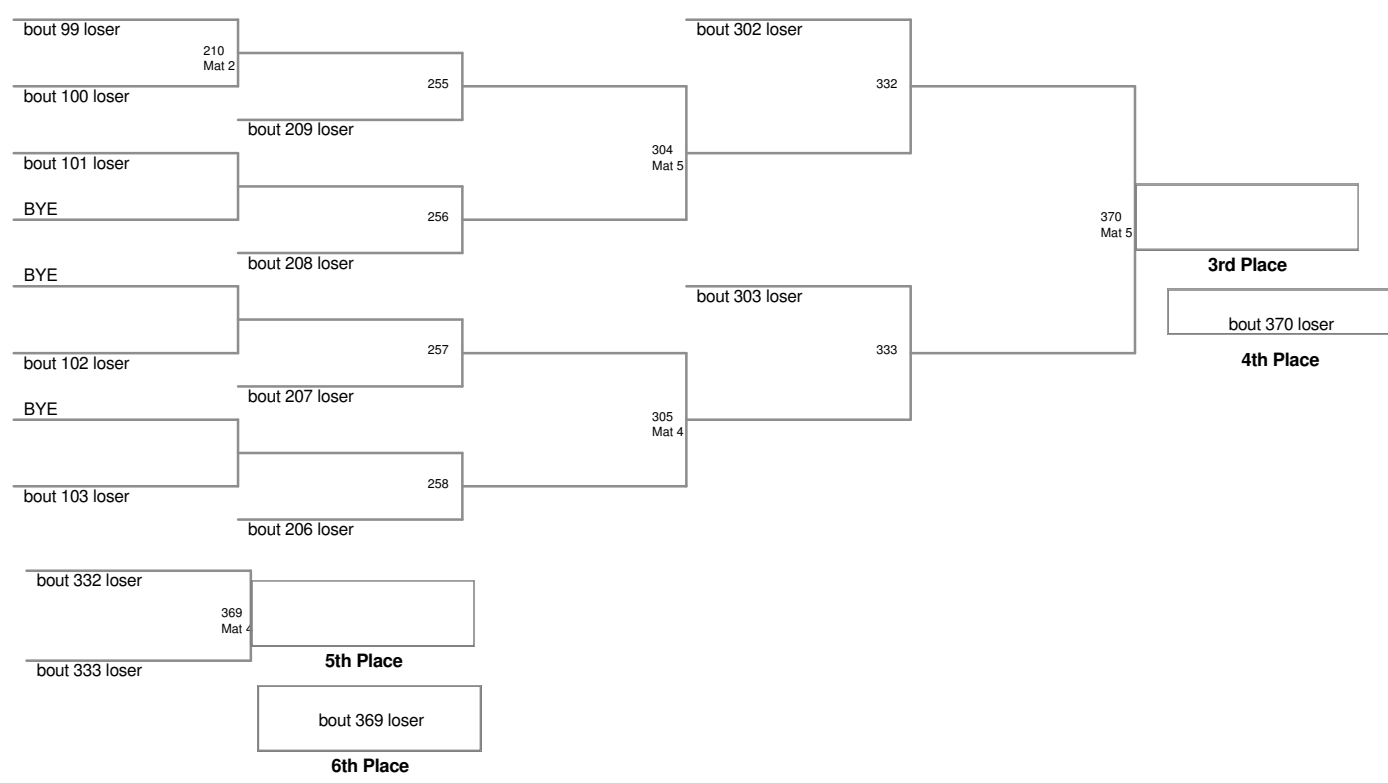 bout 99 loser
210
Mat 2
bout 100 loser
255
bout 209 loser
bout 101 loser
BYE
256
bout 208 loser
304
Mat 5
bout 302 loser
332
BYE
bout 102 loser
257
bout 207 loser
BYE
bout 103 loser
258
bout 206 loser
305
Mat 4
bout 303 loser
333
370
Mat 5
3rd Place
bout 370 loser
4th Place
bout 332 loser
369
Mat 4
bout 333 loser
5th Place
bout 369 loser
6th Place